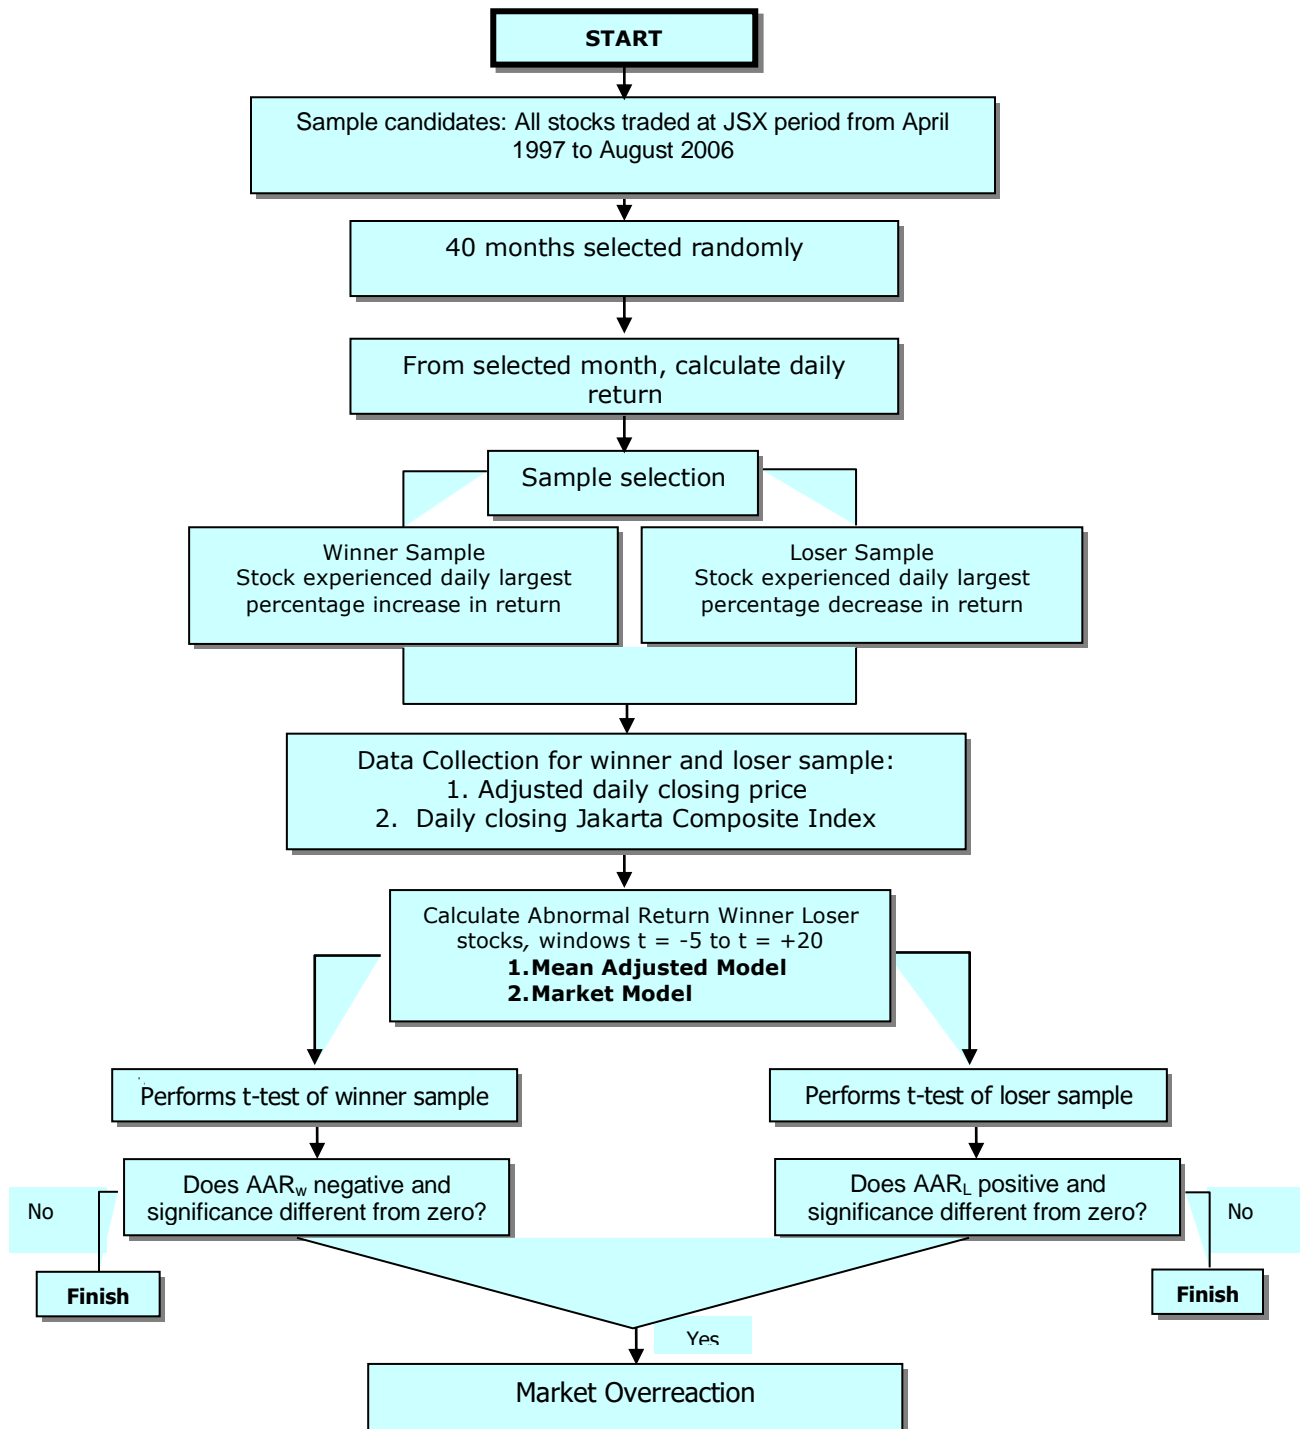 START
Sample candidates: All stocks traded at JSX period from April
1997 to August 2006
40 months selected randomly
From selected month, calculate daily
return
Sample selection
Winner Sample
Stock experienced daily largest
percentage increase in return
Loser Sample
Stock experienced daily largest
percentage decrease in return
Data Collection for winner and loser sample:
1. Adjusted daily closing price
2. Daily closing Jakarta Composite Index
Calculate Abnormal Return Winner Loser
stocks, windows t = -5 to t = +20
1.Mean Adjusted Model
2.Market Model
Performs t-test of winner sample
Performs t-test of loser sample
Does AARw negative and
significance different from zero?
Does AARL positive and
significance different from zero?
No
No
Finish
Finish
Yes
Market Overreaction